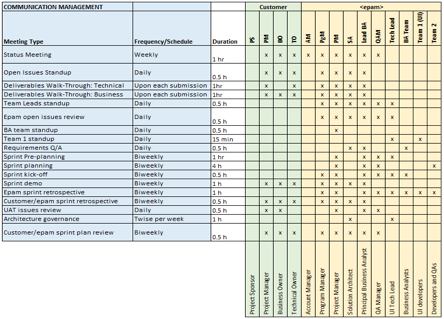 COMMUNICATION MANAGEMENT Customer <epam>
Meeting Type Frequency/Schedule Duration PS PM BO TO AM PgM PM SA Lead BA QAM Tech Lead BA Team Team 1 (UI) Team 2
Status Meeting Weekly 1 hr x x x x x x x x x
Open Issues Standup Daily 0,5 h x x x x x x x
Deliverables Walk-Through: Technical Upon each submission 1hr x x x x x x
Deliverables Walk-Through: Business Upon each submission 1hr x x x x x x x
Team Leads standup Daily 0,5 h x x x x x x
Epam open issues review Daily 0,5 h x x x x x x
BA team standup Daily 0,5 h x
Team 1 standup Daily 15 min x x
Requirements Q/A Daily 0,5 h x x x
Sprint Pre-planning Biweekly 1 hr x x x x x
Sprint planning Biweekly 4 h x x x x x
Sprint kick-off Biweekly 0,5 h x x x x x x
Sprint demo Biweekly 1 h x x x x x x x
Epam sprint retrospective Biweekly 1 h x x x x x x x x x
Customer/epam sprint retrospective Biweekly 0,5 h x x x x x x x x
UAT issues review Daily 0,5 h x x x x x
Architecture governance Twise per week 1 h x x
Customer/epam sprint plan review Biweekly 0,5 h x x x x x x x x
Project Sponsor
Project Manager
Business Owner
Technical Owner
Account Manager
Program Manager
Project Manager
Solution Architect
Principal Business Analyst
QA Manager
UI Tech Lead
Business Analysts
UI developers
Developers and QAs